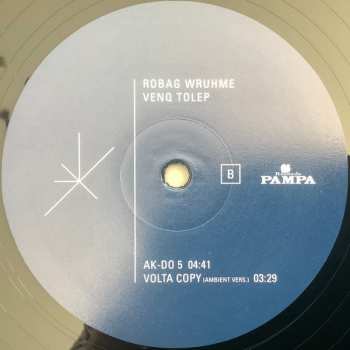 ROBAG WRUHME
VENQ TOLEP
B
PAMPA
AK-DO 5 04:41
VOLTA COPY (AMBIENT VERS.) 03:29